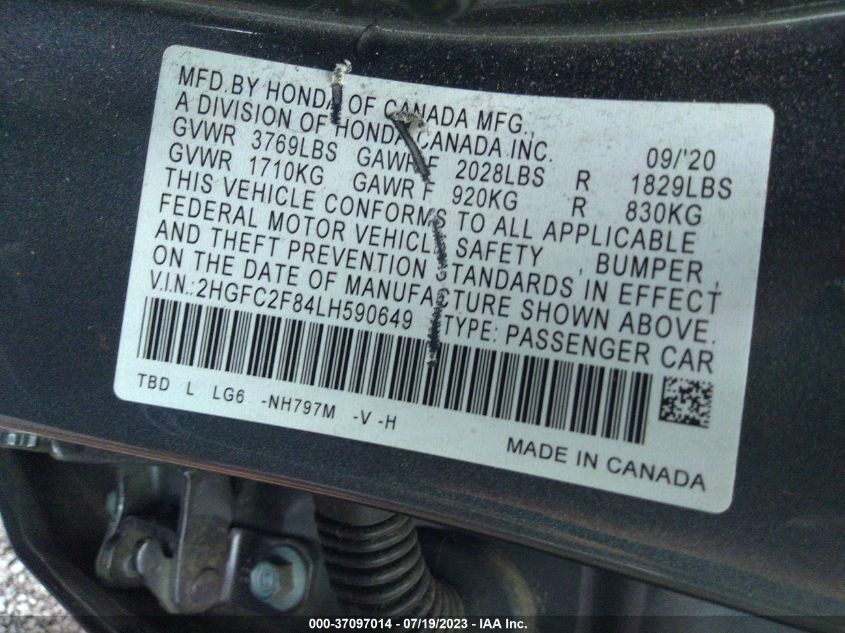 MFD.BY HONDA OF CANADA MFG.,
A DIVISION OF HONDA CANADA INC. 09/'20
GVWR 3769LBS GAWR F 2028LBS R 1829LBS
GVWR 1710KG GAWR F 920KG R 830KG
THIS VEHICLE CONFORMS TO ALL APPLICABLE
FEDERAL MOTOR VEHICLE SAFETY , BUMPER ,
AND THEFT PREVENTION STANDARDS IN EFFECT
ON THE DATE OF MANUFACTURE SHOWN ABOVE.
V.I.N.:2HGFC2F84LH590649 TYPE: PASSENGER CAR
TBD L LG6 -NH797M -V -H
MADE IN CANADA
000-37097014 / 07/19/2023 - IAA Inc.